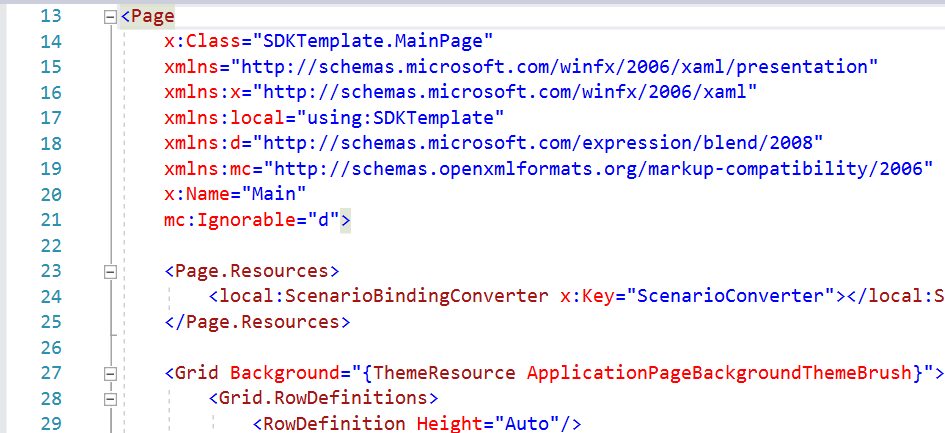 13 <Page
14 x:Class="SDKTemplate.MainPage"
15 xmlns="http://schemas.microsoft.com/winfx/2006/xaml/presentation"
16 xmlns:x="http://schemas.microsoft.com/winfx/2006/xaml"
17 xmlns:local="using:SDKTemplate"
18 xmlns:d="http://schemas.microsoft.com/expression/blend/2008"
19 xmlns:mc="http://schemas.openxmlformats.org/markup-compatibility/2006"
20 x:Name="Main"
21 mc:Ignorable="d">
22
23 <Page.Resources>
24 <local:ScenarioBindingConverter x:Key="ScenarioConverter"></local:S
25 </Page.Resources>
26
27 <Grid Background="{ThemeResource ApplicationPageBackgroundThemeBrush}">
28 <Grid.RowDefinitions>
29 <RowDefinition Height="Auto"/>